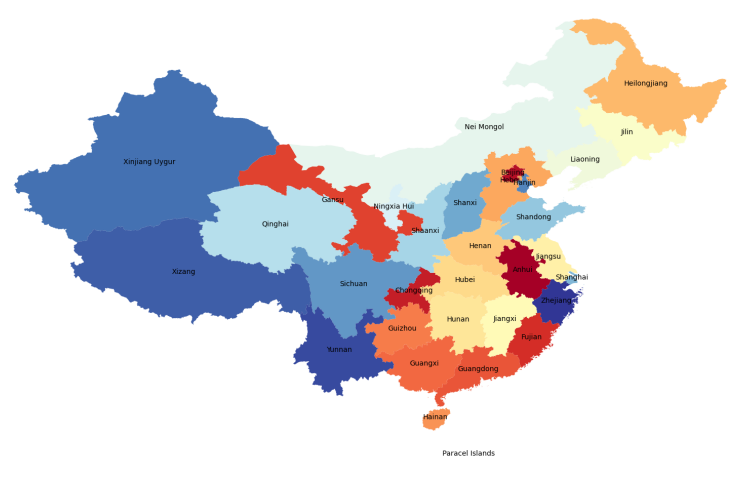 Heilongjiang
Nei Mongol
Jilin
Liaoning
Xinjiang Uygur
Beijing
Hebei
Tianjin
Gansu
Ningxia Hui
Shanxi
Shandong
Qinghai
Shaanxi
Henan
Jiangsu
Xizang
Anhui
Shanghai
Sichuan
Hubei
Chongqing
Zhejiang
Hunan
Jiangxi
Guizhou
Fujian
Yunnan
Guangxi
Guangdong
Hainan
Paracel Islands